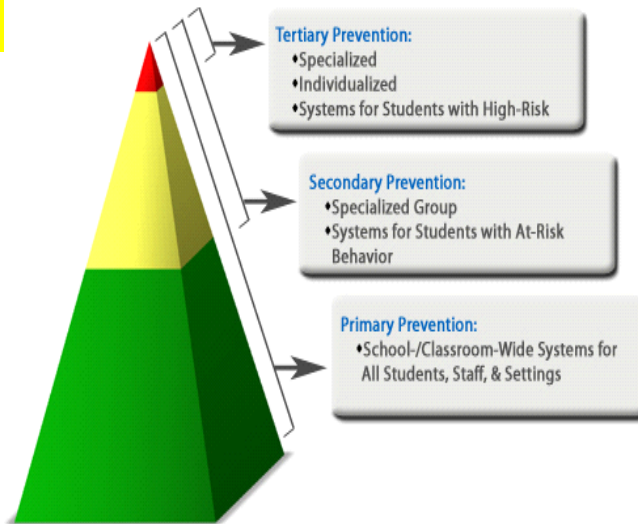 Tertiary Prevention:
♦Specialized
♦Individualized
♦Systems for Students with High-Risk
Secondary Prevention:
♦Specialized Group
♦Systems for Students with At-Risk
Behavior
Primary Prevention:
♦School-/Classroom-Wide Systems for
All Students, Staff, & Settings